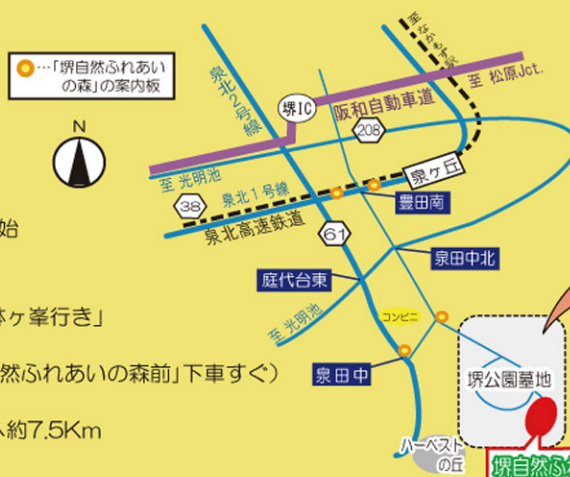 …「堺自然ふれあい
の森」の案内板
N
至 なかもず駅
泉北2号線
堺IC
阪和自動車道
至 松原Jct.
208
至 光明池
泉ヶ丘
38
泉北1号線
豊田南
泉北高速鉄道
61
始
泉田中北
庭代台東
ヶ峯行き」
コンビニ
至 光明池
然ふれあいの森前」下車すぐ)
泉田中
堺公園墓地
約7.5Km
ハーベスト
の丘
堺自然ふ